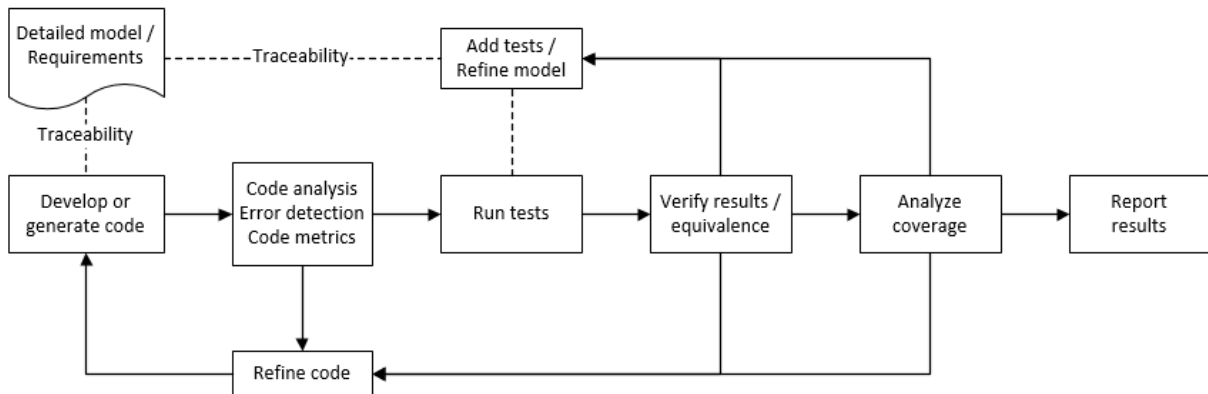 Detailed model /
Requirements
Traceability
Add tests /
Refine model
Traceability
Develop or
generate code
Code analysis
Error detection
Code metrics
Run tests
Verify results /
equivalence
Analyze
coverage
Report
results
Refine code